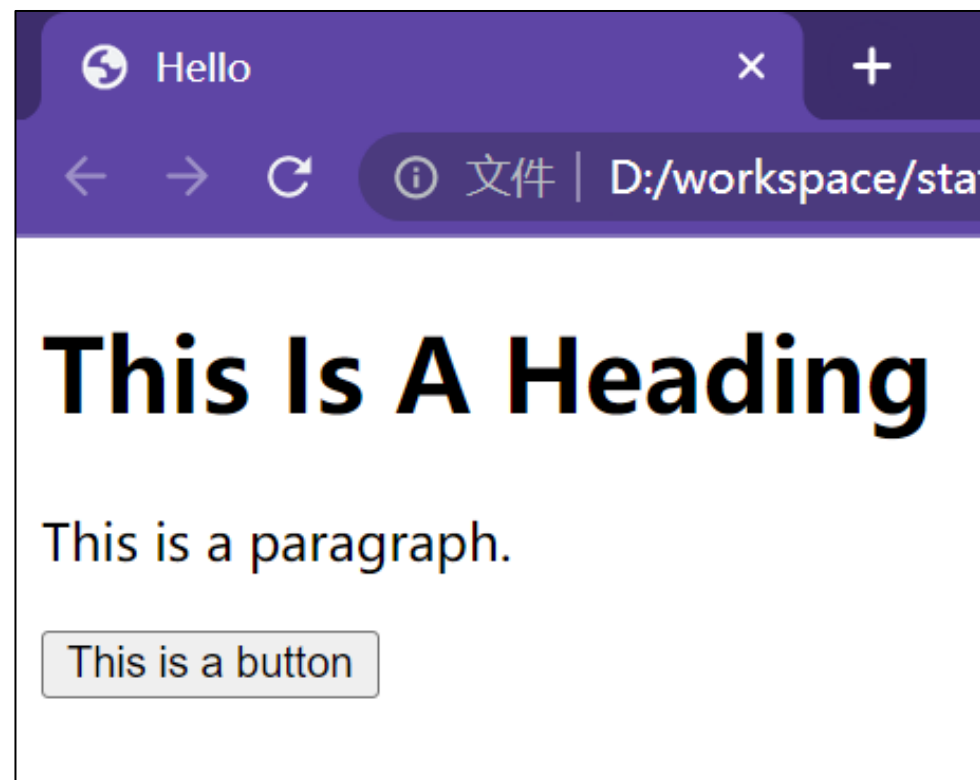 Hello
文件 D:/workspace/sta
This Is A Heading
This is a paragraph.
This is a button